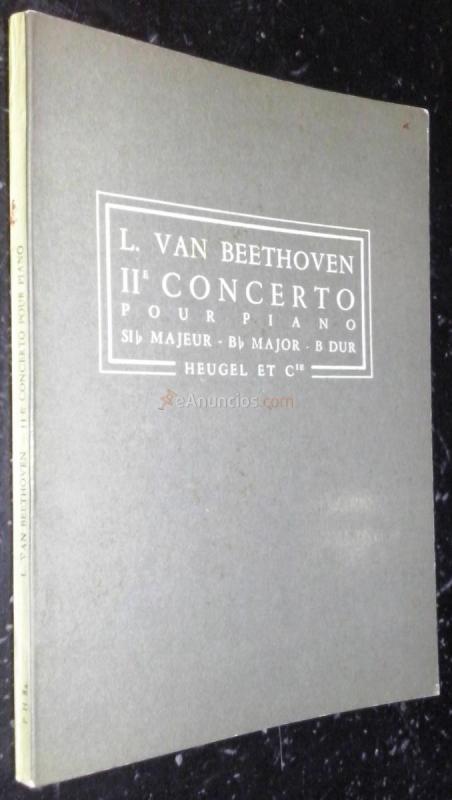 L. VAN BEETHOVEN
IIE CONCERTO
POUR PIANO
SI♭ MAJEUR - B♭ MAJOR - B DUR
HEUGEL ET CIE
eAnuncios.com
L. VAN BEETHOVEN — II E CONCERTO POUR PIANO